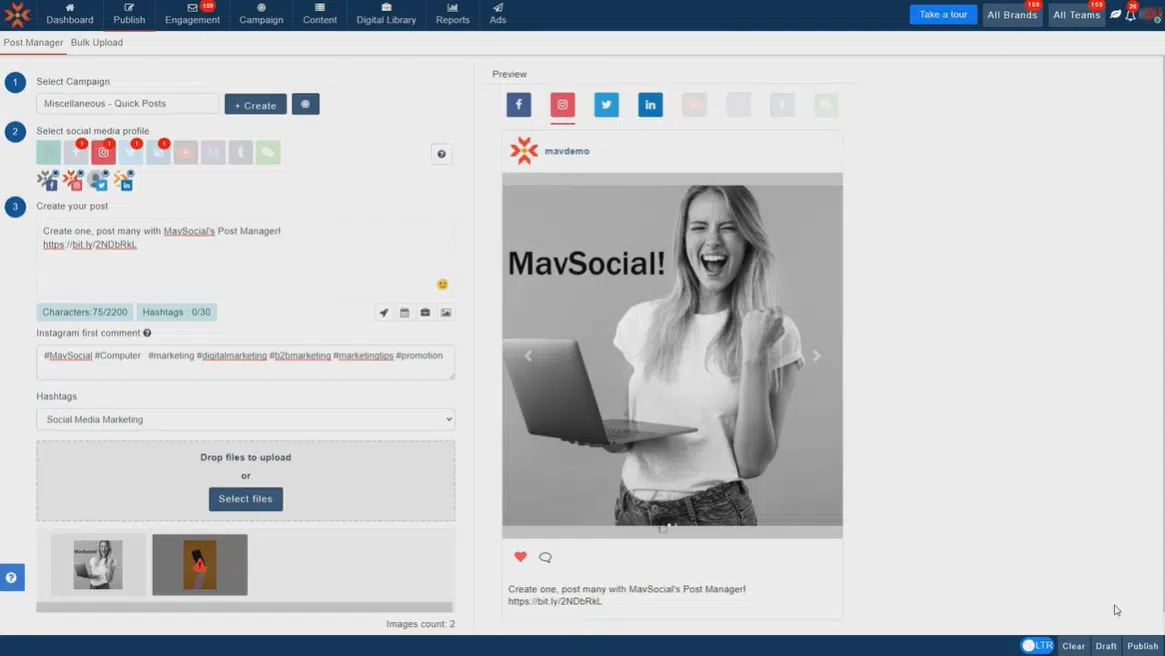 Dashboard
Publish
Engagement
159
Campaign
Content
Digital Library
Reports
Ads
Take a tour
All Brands
159
All Teams
159
26
Post Manager
Bulk Upload
1
Select Campaign
Miscellaneous - Quick Posts
+ Create
2
Select social media profile
1
1
1
1
3
Create your post
Create one, post many with MavSocial's Post Manager!
https://bit.ly/2NDbRkL
Characters:75/2200
Hashtags : 0/30
Instagram first comment
#MavSocial #Computer #marketing #digitalmarketing #b2bmarketing #marketingtips #promotion
Hashtags
Social Media Marketing
Drop files to upload
or
Select files
MavSocial!
Images count: 2
Preview
mavdemo
MavSocial!
Create one, post many with MavSocial's Post Manager!
https://bit.ly/2NDbRkL
LTR
Clear
Draft
Publish